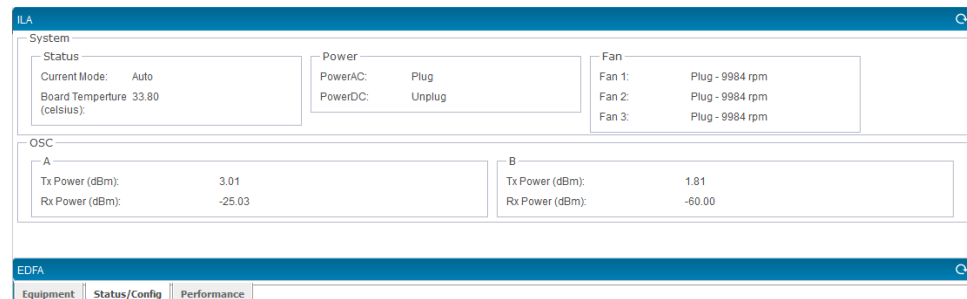 ILA
System
Status
Current Mode: Auto
Board Temperture 33.80
(celsius):
Power
PowerAC: Plug
PowerDC: Unplug
Fan
Fan 1: Plug - 9984 rpm
Fan 2: Plug - 9984 rpm
Fan 3: Plug - 9984 rpm
OSC
A
Tx Power (dBm): 3.01
Rx Power (dBm): -25.03
B
Tx Power (dBm): 1.81
Rx Power (dBm): -60.00
EDFA
Equipment Status/Config Performance